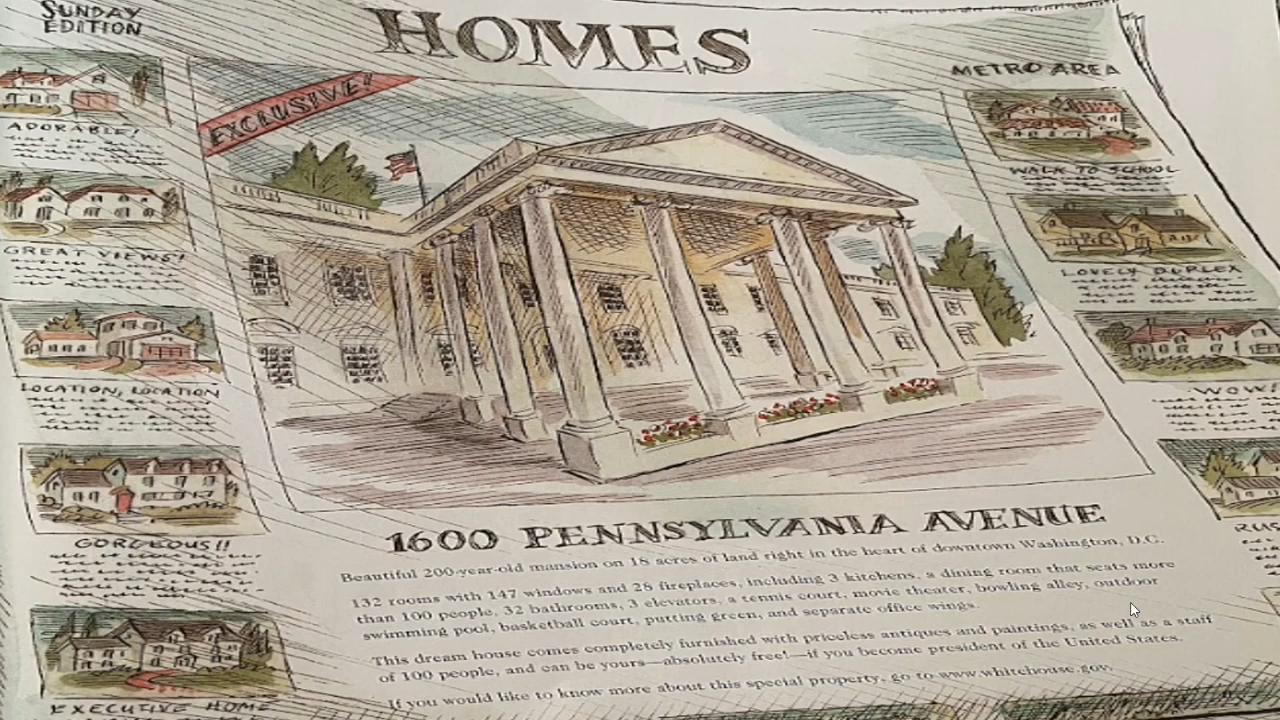 SUNDAY
EDITION
HOMES
METRO AREA
EXCLUSIVE!
ADORABLE!
GREAT VIEWS!
LOCATION, LOCATION
GORGEOUS!!
EXECUTIVE HOME
WALK TO SCHOOL
LOVELY DUPLEX
WOW!
1600 PENNSYLVANIA AVENUE
Beautiful 200-year-old mansion on 18 acres of land right in the heart of downtown Washington, D.C.
132 rooms with 147 windows and 28 fireplaces, including 3 kitchens, a dining room that seats more
than 100 people, 32 bathrooms, 3 elevators, a tennis court, movie theater, bowling alley, outdoor
swimming pool, basketball court, putting green, and separate office wings.
This dream house comes completely furnished with priceless antiques and paintings, as well as a staff
of 100 people, and can be yours—absolutely free!—if you become president of the United States.
If you would like to know more about this special property, go to www.whitehouse.gov.